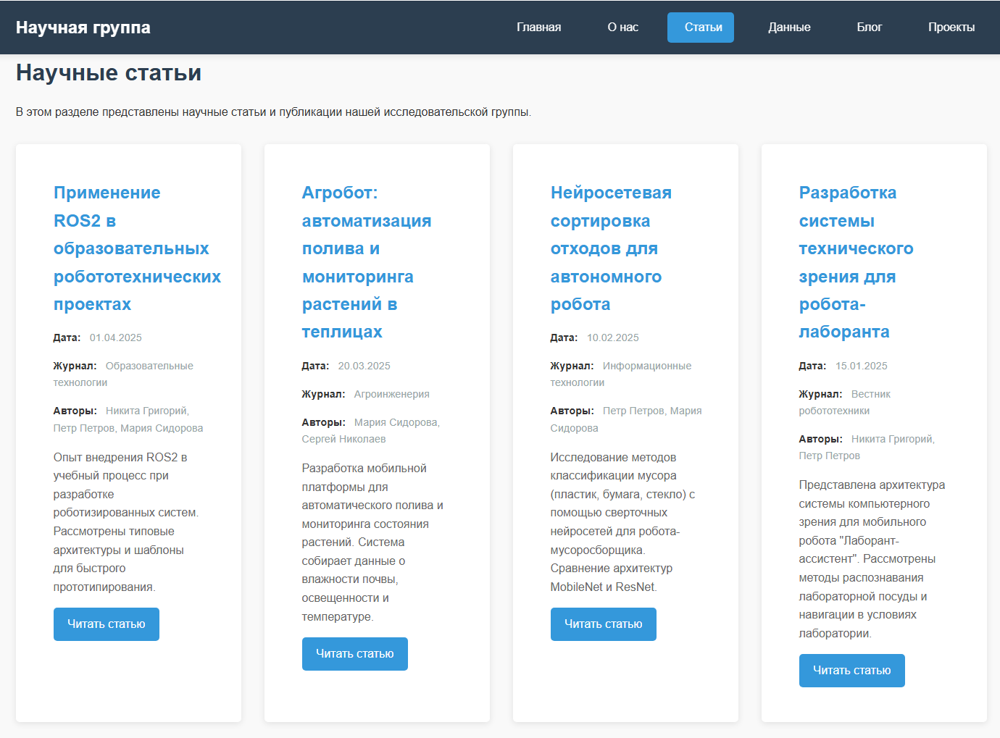 Научная группа
Главная
О нас
Статьи
Данные
Блог
Проекты
Научные статьи
В этом разделе представлены научные статьи и публикации нашей исследовательской группы.
Применение
ROS2 в
образовательных
робототехнических
проектах
Дата: 01.04.2025
Журнал: Образовательные
технологии
Авторы: Никита Григорий,
Петр Петров, Мария Сидорова
Опыт внедрения ROS2 в
учебный процесс при
разработке
роботизированных систем.
Рассмотрены типовые
архитектуры и шаблоны
для быстрого
прототипирования.
Читать статью
Агробот:
автоматизация
полива и
мониторинга
растений в
теплицах
Дата: 20.03.2025
Журнал: Агроинженерия
Авторы: Мария Сидорова,
Сергей Николаев
Разработка мобильной
платформы для
автоматического полива и
мониторинга состояния
растений. Система
собирает данные о
влажности почвы,
освещенности и
температуре.
Читать статью
Нейросетевая
сортировка
отходов для
автономного
робота
Дата: 10.02.2025
Журнал: Информационные
технологии
Авторы: Петр Петров, Мария
Сидорова
Исследование методов
классификации мусора
(пластик, бумага, стекло) с
помощью сверточных
нейросетей для робота-
мусоросборщика.
Сравнение архитектур
MobileNet и ResNet.
Читать статью
Разработка
системы
технического
зрения для
робота-
лаборанта
Дата: 15.01.2025
Журнал: Вестник
робототехники
Авторы: Никита Григорий,
Петр Петров
Представлена архитектура
системы компьютерного
зрения для мобильного
робота "Лаборант-
ассистент". Рассмотрены
методы распознавания
лабораторной посуды и
навигации в условиях
лаборатории.
Читать статью